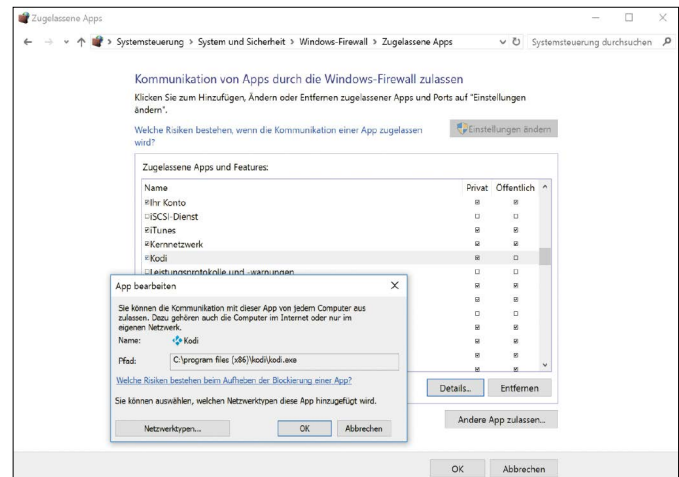 Zugelassene Apps
Systemsteuerung > System und Sicherheit > Windows-Firewall > Zugelassene Apps
Systemsteuerung durchsuchen
Kommunikation von Apps durch die Windows-Firewall zulassen
Klicken Sie zum Hinzufügen, Ändern oder Entfernen zugelassener Apps und Ports auf "Einstellungen
ändern".
Welche Risiken bestehen, wenn die Kommunikation einer App zugelassen
wird?
Einstellungen ändern
Zugelassene Apps und Features:
Name Privat Öffentlich
Ihr Konto
iSCSI-Dienst
iTunes
Kernnetzwerk
Kodi
Leistungsprotokolle und -warnungen
App bearbeiten
Sie können die Kommunikation mit dieser App von jedem Computer aus
zulassen. Dazu gehören auch die Computer im Internet oder nur im
eigenen Netzwerk.
Name: Kodi
Pfad: C:\program files (x86)\kodi\kodi.exe
Welche Risiken bestehen beim Aufheben der Blockierung einer App?
Sie können auswählen, welchen Netzwerktypen diese App hinzugefügt wird.
Netzwerktypen... OK Abbrechen
Details... Entfernen
Andere App zulassen...
OK Abbrechen